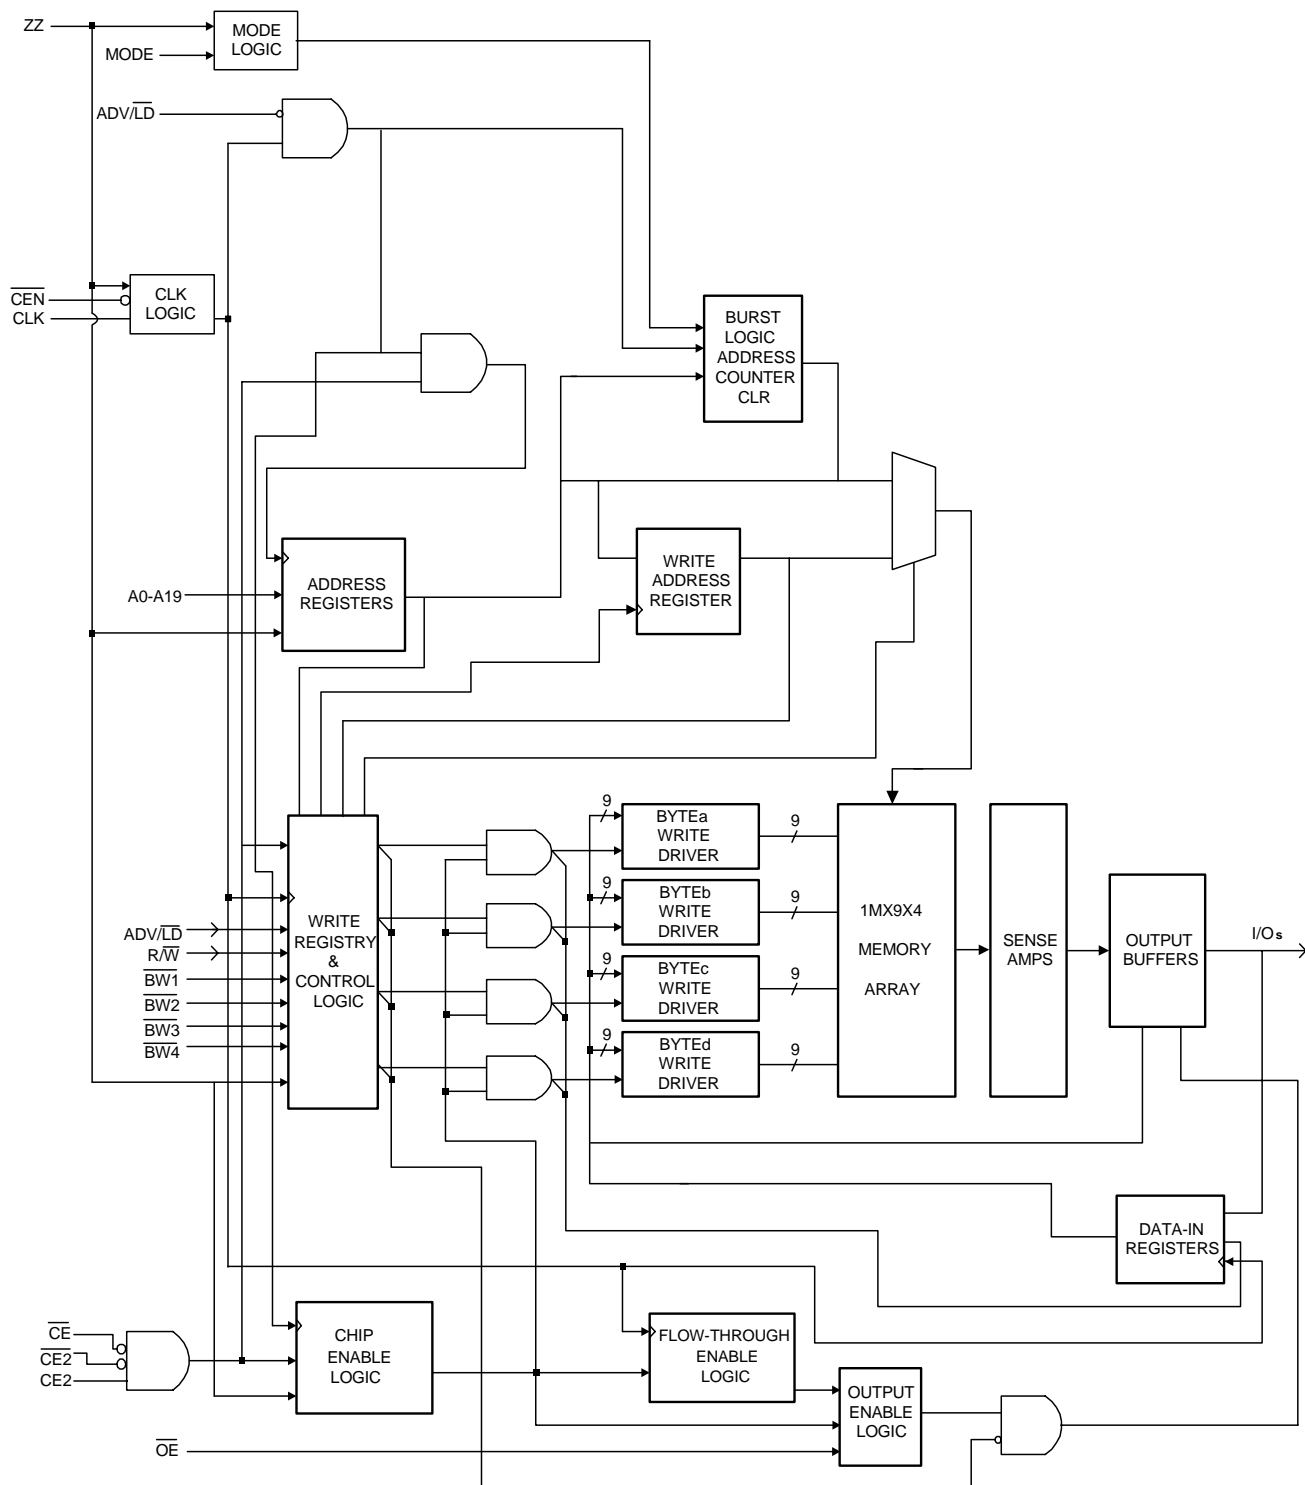 ZZ
MODE
MODE
LOGIC
ADV/LD
CEN
CLK
CLK
LOGIC
BURST
LOGIC
ADDRESS
COUNTER
CLR
A0-A19
ADDRESS
REGISTERS
WRITE
ADDRESS
REGISTER
ADV/LD
R/W
BW1
BW2
BW3
BW4
WRITE
REGISTRY
&
CONTROL
LOGIC
9
BYTEa
WRITE
DRIVER
9
9
BYTEb
WRITE
DRIVER
9
9
BYTEc
WRITE
DRIVER
9
9
BYTEd
WRITE
DRIVER
9
1MX9X4
MEMORY
ARRAY
SENSE
AMPS
OUTPUT
BUFFERS
I/Os
DATA-IN
REGISTERS
CE
CE2
CE2
CHIP
ENABLE
LOGIC
FLOW-THROUGH
ENABLE
LOGIC
OUTPUT
ENABLE
LOGIC
OE